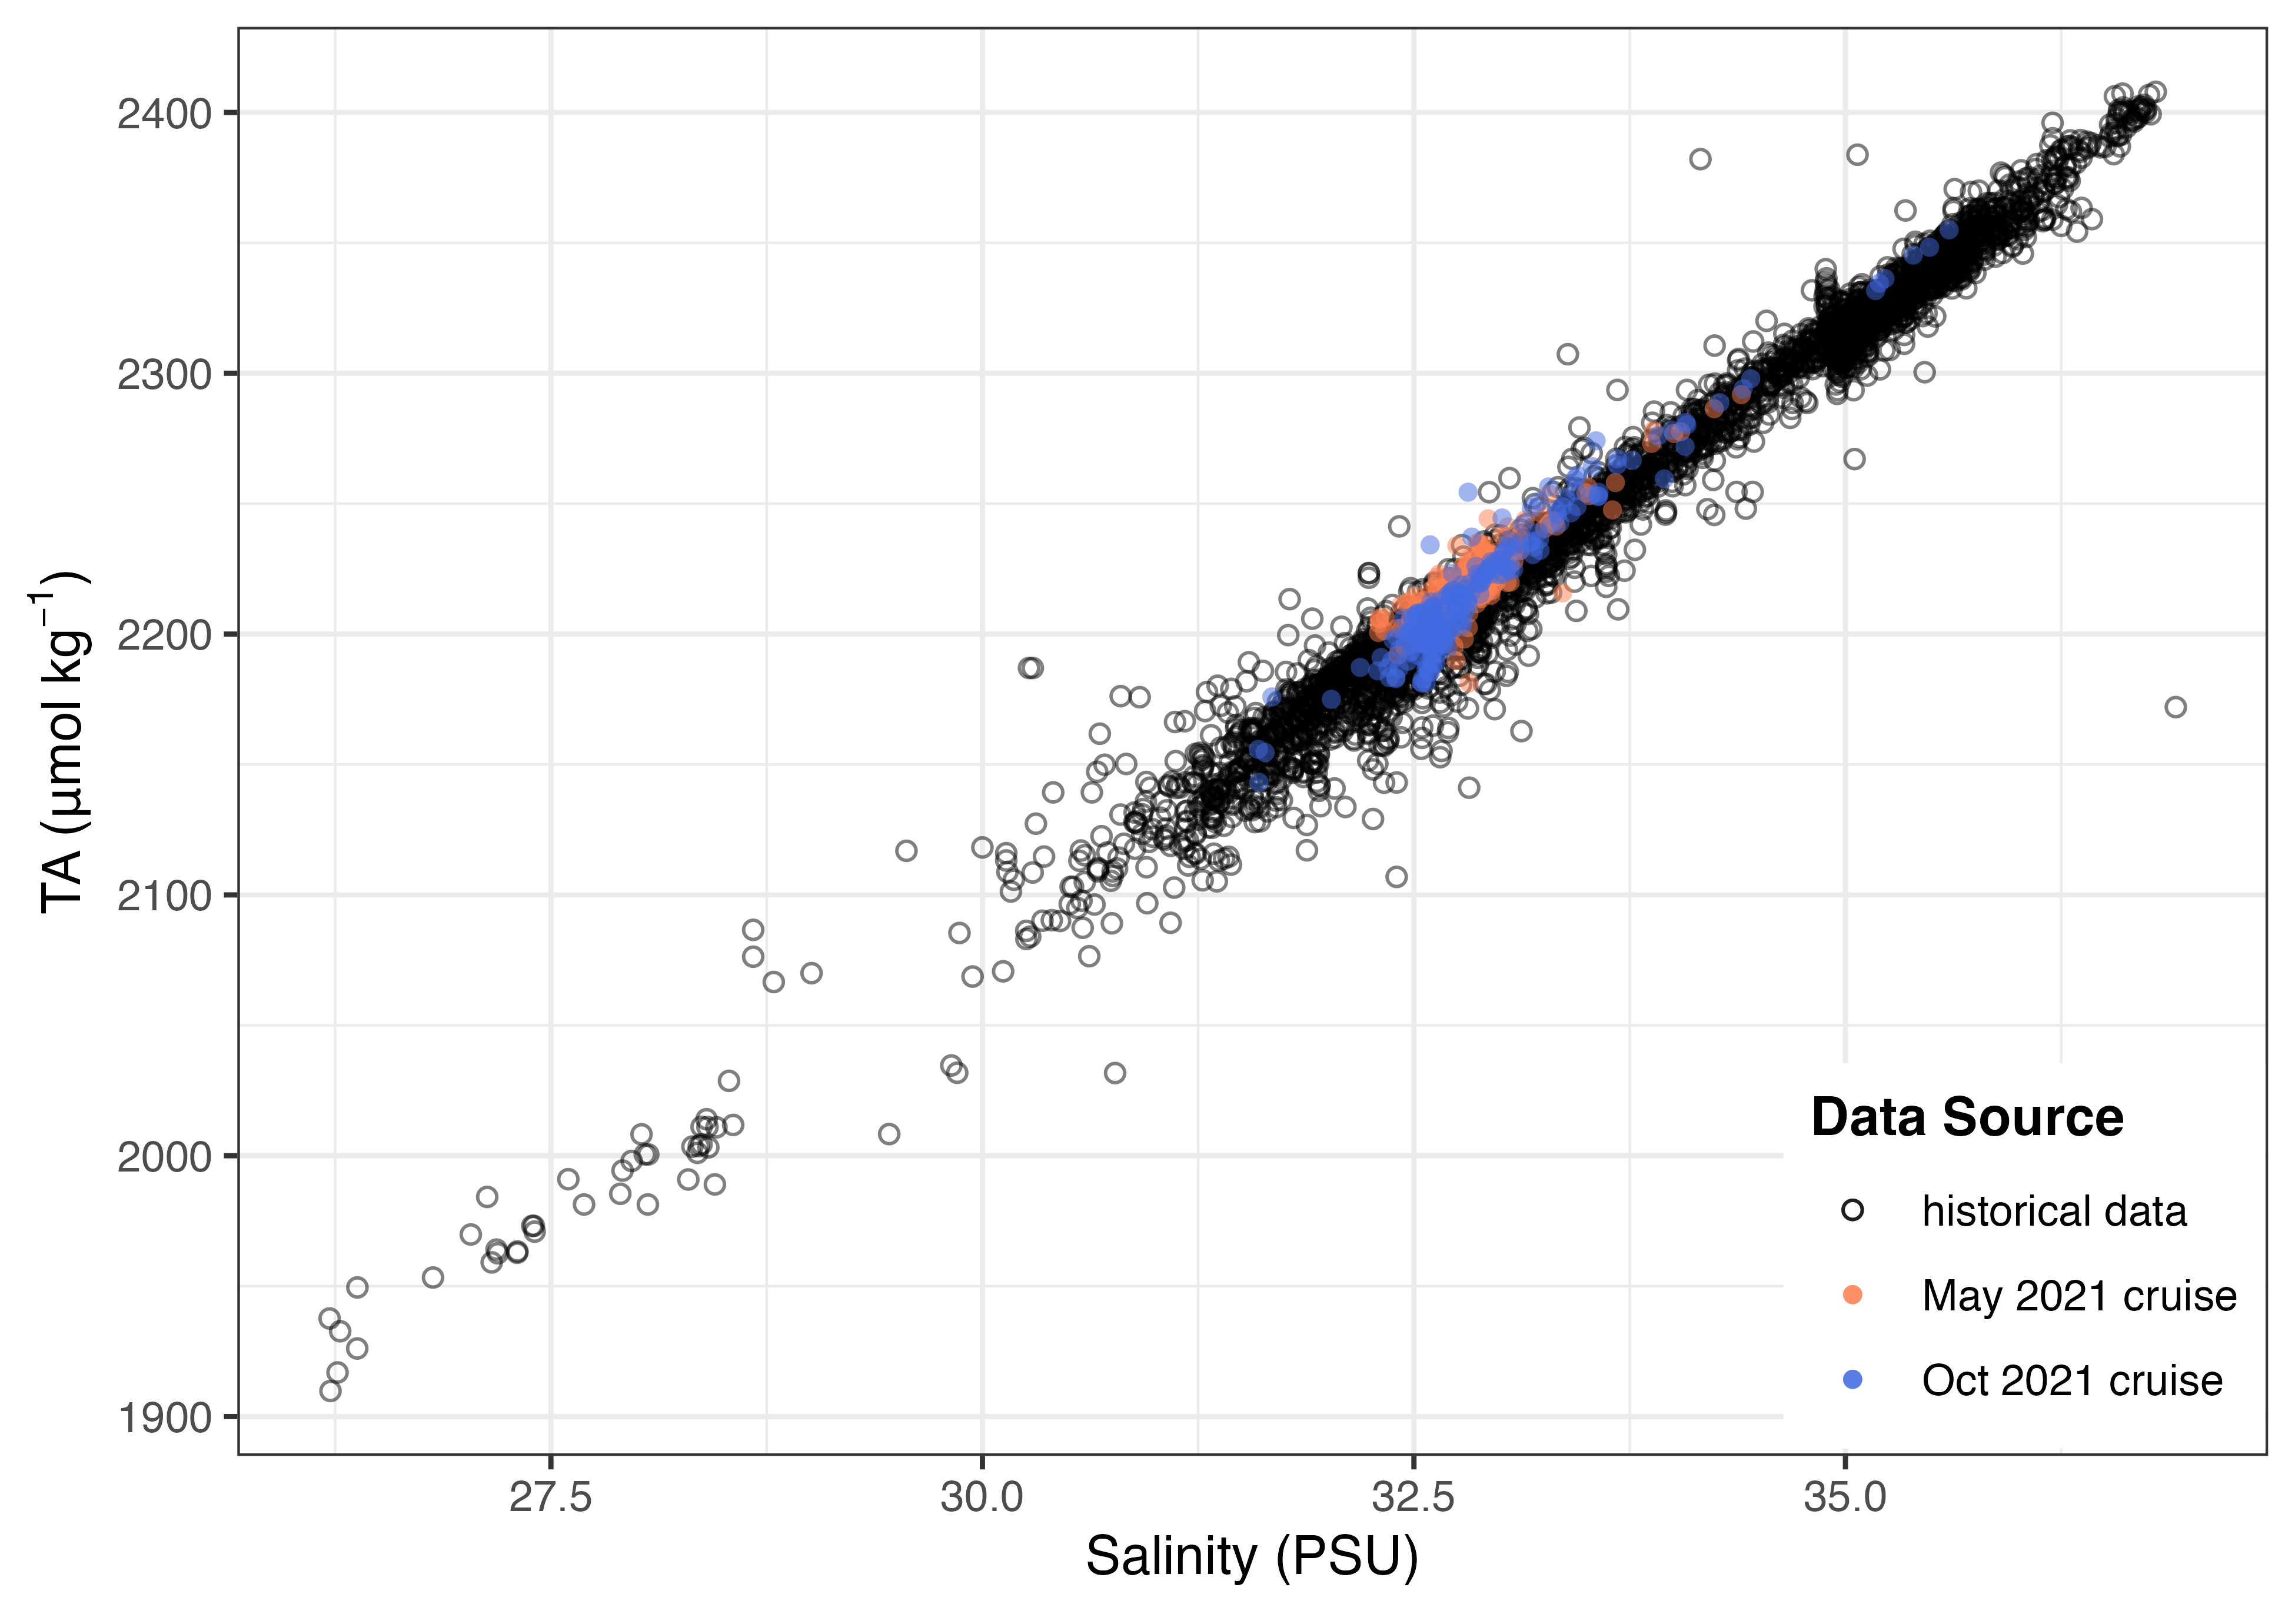 2400
2300
2200
2100
2000
1900
TA (µmol kg⁻¹)
27.5 30.0 32.5 35.0
Salinity (PSU)
Data Source
historical data
May 2021 cruise
Oct 2021 cruise